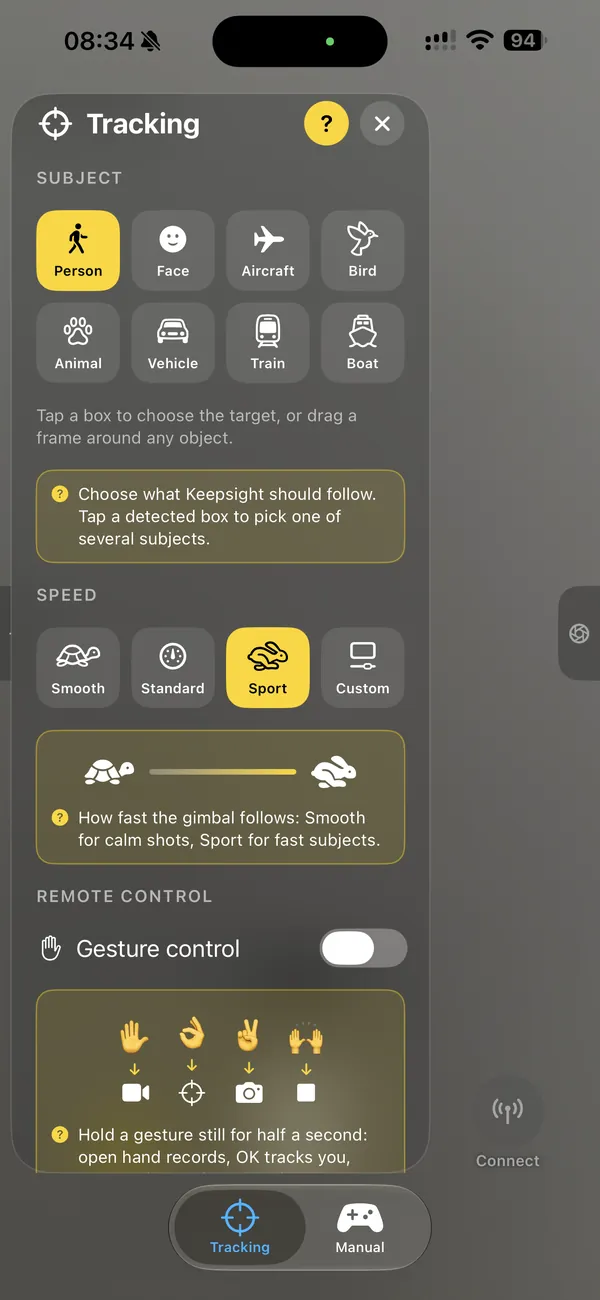 08:34
94
Tracking
?
SUBJECT
Person
Face
Aircraft
Bird
Animal
Vehicle
Train
Boat
Tap a box to choose the target, or drag a
frame around any object.
? Choose what Keepsight should follow.
Tap a detected box to pick one of
several subjects.
SPEED
Smooth
Standard
Sport
Custom
? How fast the gimbal follows: Smooth
for calm shots, Sport for fast subjects.
REMOTE CONTROL
Gesture control
? Hold a gesture still for half a second:
open hand records, OK tracks you,
Connect
Tracking
Manual